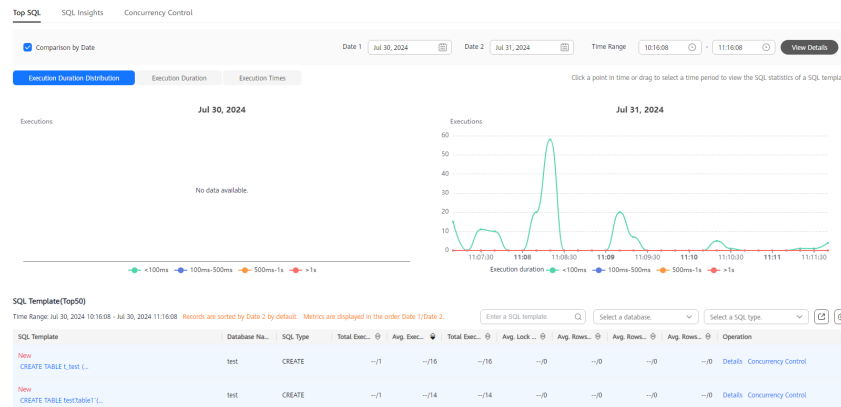 Top SQL SQL Insights Concurrency Control
Comparison by Date Date 1 Jul 30, 2024 Date 2 Jul 31, 2024 Time Range 10:16:08 - 11:16:08 View Details
Execution Duration Distribution Execution Duration Execution Times Click a point in time or drag to select a time period to view the SQL statistics of a SQL templa
Jul 30, 2024
Executions
No data available.
<100ms 100ms-500ms 500ms-1s >1s
Jul 31, 2024
Executions
60
50
40
30
20
10
0
11:07:30 11:08 11:08:30 11:09 11:09:30 11:10 11:10:30 11:11 11:11:30
Execution duration <100ms 100ms-500ms 500ms-1s >1s
SQL Template(Top50)
Time Range: Jul 30, 2024 10:16:08 - Jul 30, 2024 11:16:08 Records are sorted by Date 2 by default. Metrics are displayed in the order Date 1/Date 2. Enter a SQL template. Select a database. Select a SQL type.
SQL Template Database Na... SQL Type Total Exec... Avg. Exec... Total Exec... Avg. Lock ... Avg. Rows... Avg. Rows... Avg. Rows... Operation
New
CREATE TABLE t_test (... test CREATE --/1 --/16 --/16 --/0 --/0 --/0 --/0 Details Concurrency Control
New
CREATE TABLE test.table1 (... test CREATE --/1 --/14 --/14 --/0 --/0 --/0 --/0 Details Concurrency Control